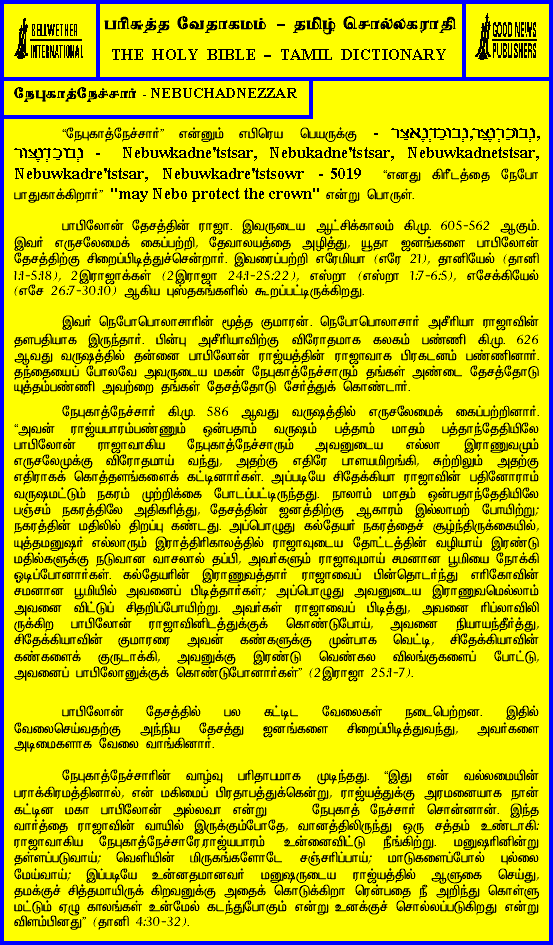 BELLWETHER
INTERNATIONAL
பரிசுத்த வேதாகமம் – தமிழ் சொல்லகராதி
THE HOLY BIBLE – TAMIL DICTIONARY
GOOD NEWS
PUBLISHERS
நேபுகாத்நேச்சார் - NEBUCHADNEZZAR
“நேபுகாத்நேச்சார்” என்னும் எபிரெய பெயருக்கு -
- Nebuwkadne'tstsar, Nebukadne'tstsar, Nebuwkadnetstsar,
Nebuwkadre'tstsar, Nebuwkadre'tstsowr - 5019 “எனது கிரீடத்தை நேபோ
பாதுகாக்கிறார்” "may Nebo protect the crown" என்று பொருள்.
பாபிலோன் தேசத்தின் ராஜா. இவருடைய ஆட்சிக்காலம் கி.மு. 605-562 ஆகும்.
இவர் எருசலேமைக் கைப்பற்றி, தேவாலயத்தை அழித்து, யூதா ஜனங்களை பாபிலோன்
தேசத்திற்கு சிறைப்பிடித்துச்சென்றார். இவரைப்பற்றி எரேமியா (எரே 21), தானியேல் (தானி
1:1-5:18), 2இராஜாக்கள் (2இராஜா 24:1-25:22), எஸ்றா (எஸ்றா 1:7-6:5), எசேக்கியேல்
(எசே 26:7-30:10) ஆகிய புஸ்தகங்களில் கூறப்பட்டிருக்கிறது.
இவர் நெபோபொலாசாரின் மூத்த குமாரன். நெபோபொலாசார் அசீரியா ராஜாவின்
தளபதியாக இருந்தார். பின்பு அசீரியாவிற்கு விரோதமாக கலகம் பண்ணி கி.மு. 626
ஆவது வருஷத்தில் தன்னை பாபிலோன் ராஜ்யத்தின் ராஜாவாக பிரகடனம் பண்ணினார்.
தந்தையைப் போலவே அவருடைய மகன் நேபுகாத்நேச்சாரும் தங்கள் அண்டை தேசத்தோடு
யுத்தம்பண்ணி அவற்றை தங்கள் தேசத்தோடு சேர்த்துக் கொண்டார்.
நேபுகாத்நேச்சார் கி.மு. 586 ஆவது வருஷத்தில் எருசலேமைக் கைப்பற்றினார்.
“அவன் ராஜ்யபாரம்பண்ணும் ஒன்பதாம் வருஷம் பத்தாம் மாதம் பத்தாந்தேதியிலே
பாபிலோன் ராஜாவாகிய நேபுகாத்நேச்சாரும் அவனுடைய எல்லா இராணுவமும்
எருசலேமுக்கு விரோதமாய் வந்து, அதற்கு எதிரே பாளயமிறங்கி, சுற்றிலும் அதற்கு
எதிராகக் கொத்தளங்களைக் கட்டினார்கள். அப்படியே சிதேக்கியா ராஜாவின் பதினோராம்
வருஷமட்டும் நகரம் முற்றிக்கை போடப்பட்டிருந்தது. நாலாம் மாதம் ஒன்பதாந்தேதியிலே
பஞ்சம் நகரத்திலே அதிகரித்து, தேசத்தின் ஜனத்திற்கு ஆகாரம் இல்லாமற் போயிற்று;
நகரத்தின் மதிலில் திறப்பு கண்டது. அப்பொழுது கல்தேயர் நகரத்தைச் சூழ்ந்திருக்கையில்,
யுத்தமனுஷர் எல்லாரும் இராத்திரிகாலத்தில் ராஜாவுடைய தோட்டத்தின் வழியாய் இரண்டு
மதில்களுக்கு நடுவான வாசலால் தப்பி, அவர்களும் ராஜாவுமாய் சமனான பூமியை நோக்கி
ஓடிப்போனார்கள். கல்தேயரின் இராணுவத்தார் ராஜாவைப் பின்தொடர்ந்து எரிகோவின்
சமனான பூமியில் அவனைப் பிடித்தார்கள்; அப்பொழுது அவனுடைய இராணுவமெல்லாம்
அவனை விட்டுப் சிதறிப்போயிற்று. அவர்கள் ராஜாவைப் பிடித்து, அவனை ரிப்லாவிலி
ருக்கிற பாபிலோன் ராஜாவினிடத்துக்குக் கொண்டுபோய், அவனை நியாயந்தீர்த்து,
சிதேக்கியாவின் குமாரரை அவன் கண்களுக்கு முன்பாக வெட்டி, சிதேக்கியாவின்
கண்களைக் குருடாக்கி, அவனுக்கு இரண்டு வெண்கல விலங்குகளைப் போட்டு,
அவனைப் பாபிலோனுக்குக் கொண்டுபோனார்கள்” (2இராஜா 25:1-7).
பாபிலோன் தேசத்தில் பல கட்டிட வேலைகள் நடைபெற்றன. இதில்
வேலைசெய்வதற்கு அந்நிய தேசத்து ஜனங்களை சிறைப்பிடித்துவந்து, அவர்களை
அடிமைகளாக வேலை வாங்கினார்.
நேபுகாத்நேச்சாரின் வாழ்வு பரிதாபமாக முடிந்தது. “இது என் வல்லமையின்
பராக்கிரமத்தினால், என் மகிமைப் பிரதாபத்துக்கென்று, ராஜ்யத்துக்கு அரமனையாக நான்
கட்டின மகா பாபிலோன் அல்லவா என்று நேபுகாத் நேச்சார் சொன்னான். இந்த
வார்த்தை ராஜாவின் வாயில் இருக்கும்போதே, வானத்திலிருந்து ஒரு சத்தம் உண்டாகி:
ராஜாவாகிய நேபுகாத்நேச்சாரே,ராஜ்யபாரம் உன்னைவிட்டு நீங்கிற்று. மனுஷரினின்று
தள்ளப்படுவாய்; வெளியின் மிருகங்களோடே சஞ்சரிப்பாய்; மாடுகளைப்போல் புல்லை
மேய்வாய்; இப்படியே உன்னதமானவர் மனுஷருடைய ராஜ்யத்தில் ஆளுகை செய்து,
தமக்குச் சித்தமாயிருக் கிறவனுக்கு அதைக் கொடுக்கிறா ரென்பதை நீ அறிந்து கொள்ளு
மட்டும் ஏழு காலங்கள் உன்மேல் கடந்துபோகும் என்று உனக்குச் சொல்லப்படுகிறது என்று
விளம்பினது” (தானி 4:30-32).